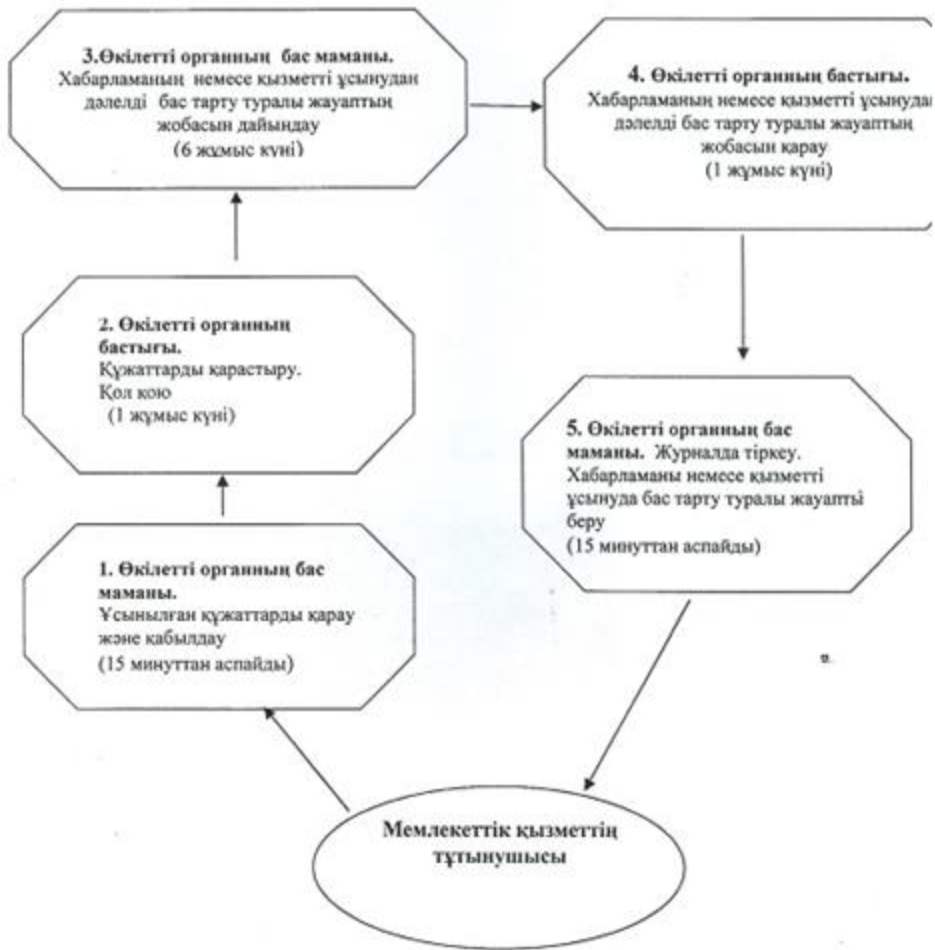 3.Өкілетті органның бас маманы.
Хабарламаның немесе қызметті ұсынудан
дәлелді бас тарту туралы жауаптың
жобасын дайындау
(6 жұмыс күні)
4. Өкілетті органның бастығы.
Хабарламаның немесе қызметті ұсынудан
дәлелді бас тарту туралы жауаптың
жобасын қарау
(1 жұмыс күні)
2. Өкілетті органның
бастығы.
Құжаттарды қарастыру.
Қол қою
(1 жұмыс күні)
5. Өкілетті органның бас
маманы. Журналда тіркеу.
Хабарламаны немесе қызметті
ұсынуда бас тарту туралы жауапты
беру
(15 минуттан аспайды)
1. Өкілетті органның бас
маманы.
Ұсынылған құжаттарды қарау
және қабылдау
(15 минуттан аспайды)
Мемлекеттік қызметтің
тұтынушысы